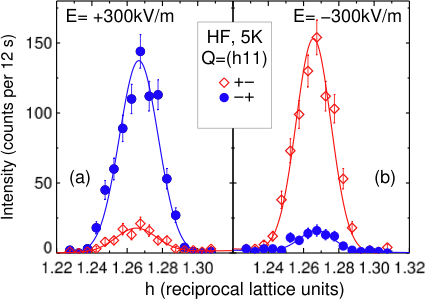 E= +300kV/m
E= −300kV/m
HF, 5K
Q=(h11)
+−
−+
(a)
(b)
Intensity (counts per 12 s)
150
100
50
0
1.22 1.24 1.26 1.28 1.30
1.24 1.26 1.28 1.30 1.32
h (reciprocal lattice units)